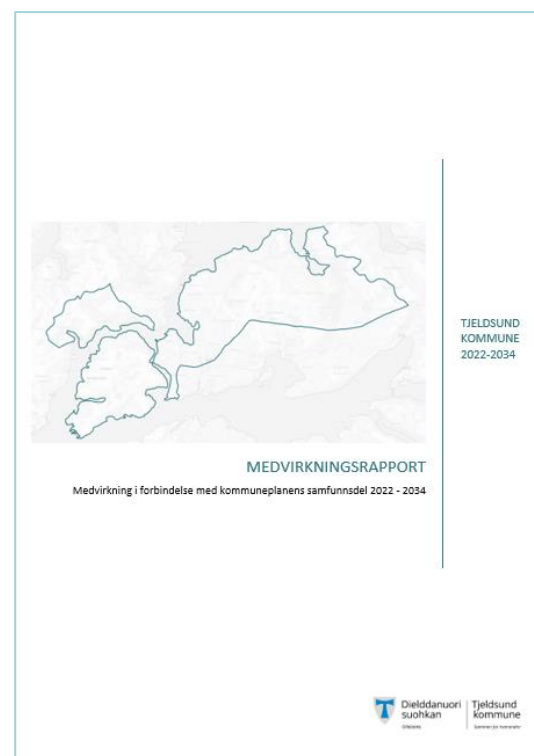 TJELDSUND
KOMMUNE
2022-2034
MEDVIRKNINGSRAPPORT
Medvirkning i forbindelse med kommuneplanens samfunnsdel 2022 - 2034
Dielddanuori
suohkan
Tjeldsund
kommune